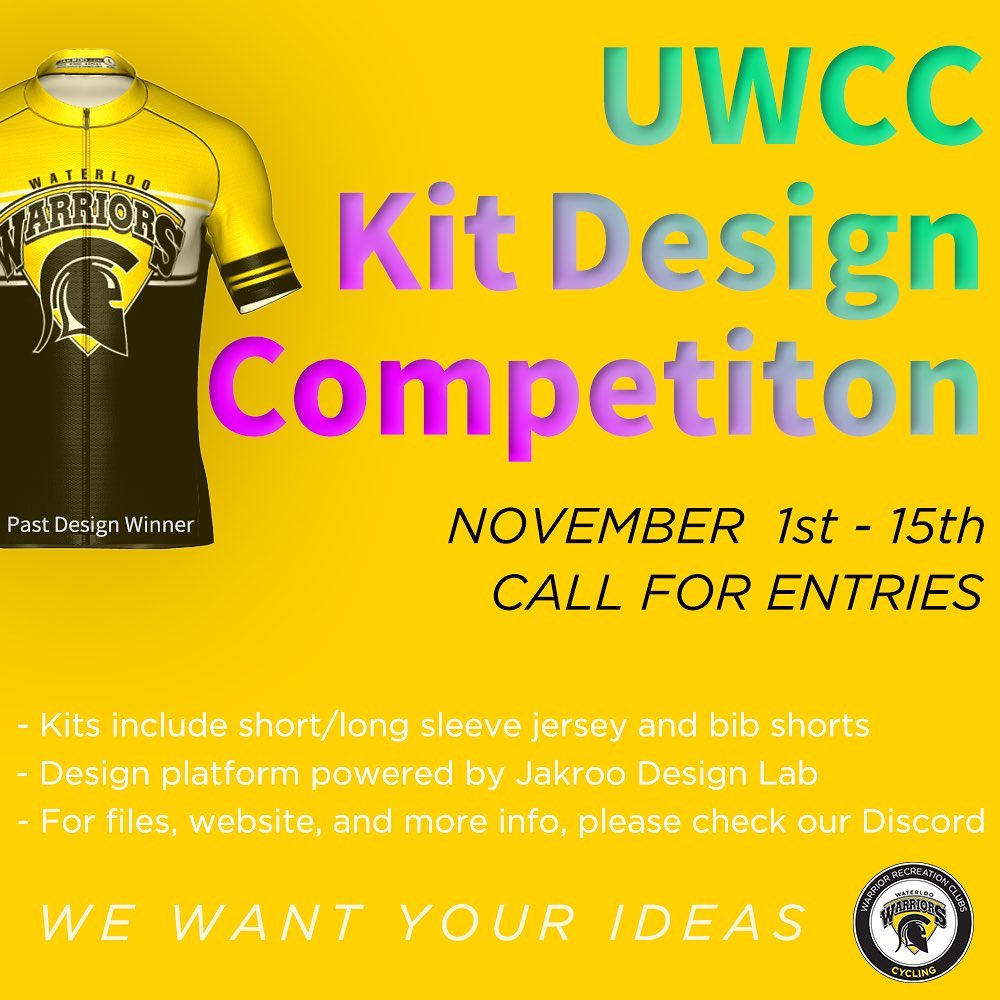 UWCC
Kit Design
Competiton
WATERLOO
WARRIORS
Past Design Winner
NOVEMBER 1st - 15th
CALL FOR ENTRIES
- Kits include short/long sleeve jersey and bib shorts
- Design platform powered by Jakroo Design Lab
- For files, website, and more info, please check our Discord
WE WANT YOUR IDEAS
WARRIOR RECREATION CLUBS
WATERLOO
WARRIORS
CYCLING